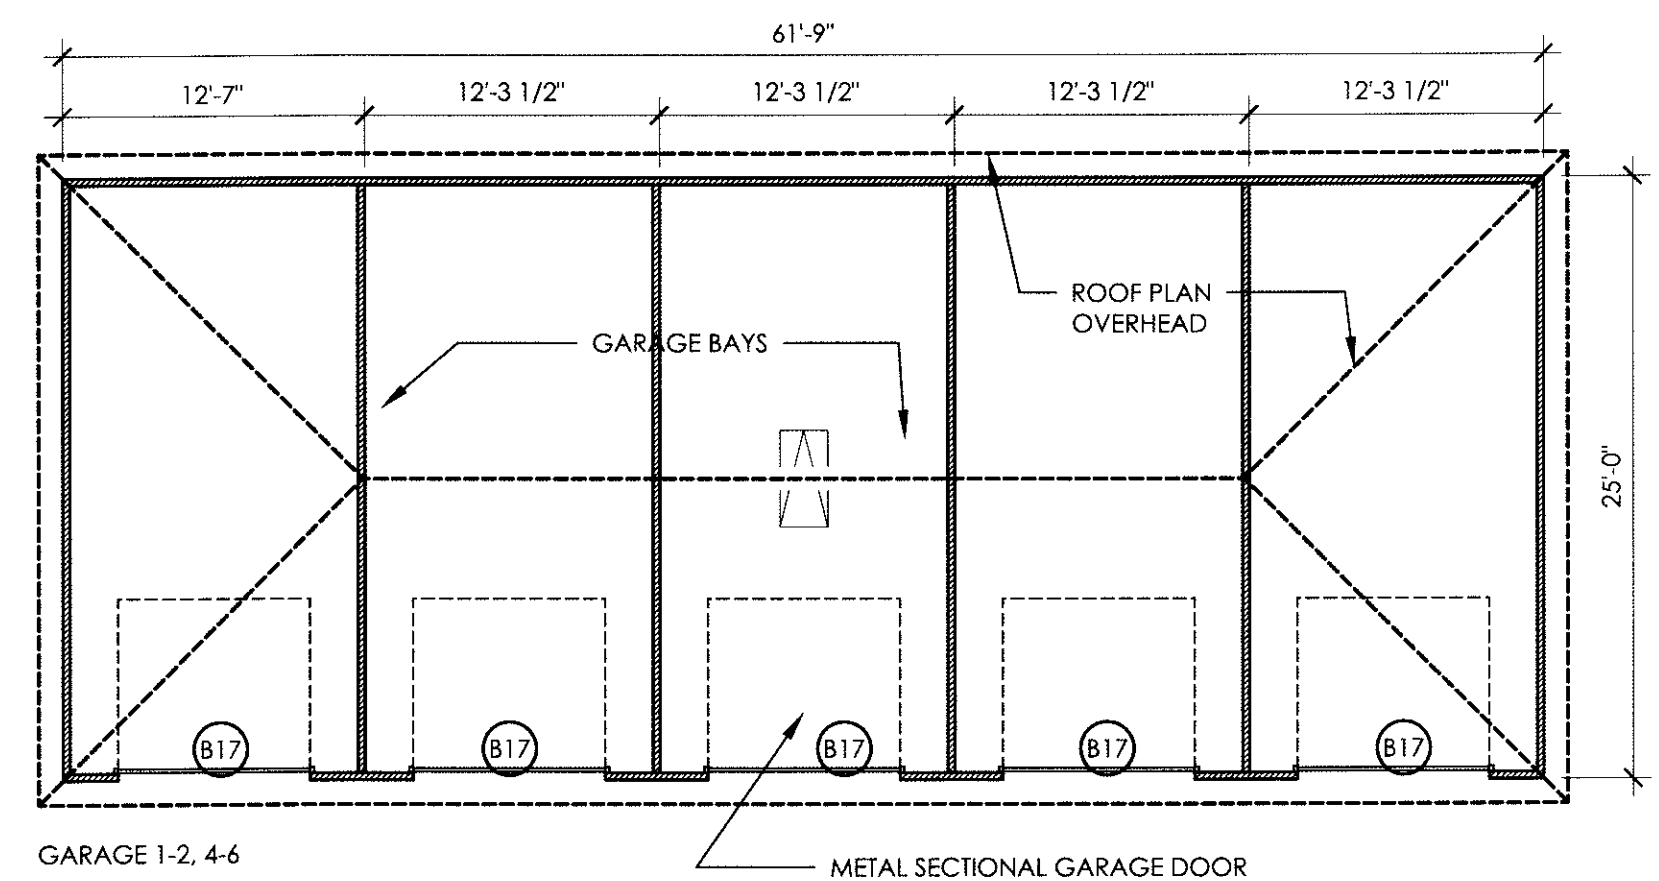 61'-9"
12'-7"
12'-3 1/2"
12'-3 1/2"
12'-3 1/2"
12'-3 1/2"
ROOF PLAN
OVERHEAD
GARAGE BAYS
25'-0"
B17
B17
B17
B17
B17
GARAGE 1-2, 4-6
METAL SECTIONAL GARAGE DOOR